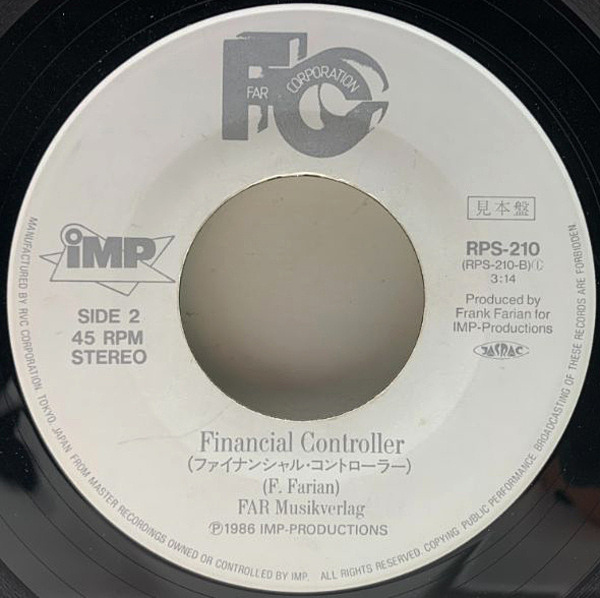 FC
FAR CORPORATION
iMP
見本盤
RPS-210
(RPS-210-B)①
3:14
SIDE 2
45 RPM
STEREO
Produced by
Frank Farian for
IMP-Productions
JASRAC
Financial Controller
(ファイナンシャル・コントローラー)
(F. Farian)
FAR Musikverlag
Ⓟ1986 IMP-PRODUCTIONS
MANUFACTURED BY RVC CORPORATION TOKYO, JAPAN FROM MASTER RECORDINGS OWNED OR CONTROLLED BY IMP. ALL RIGHTS RESERVED. COPYING PUBLIC PERFORMANCE, BROADCASTING OF THESE RECORDS ARE FORBIDDEN.